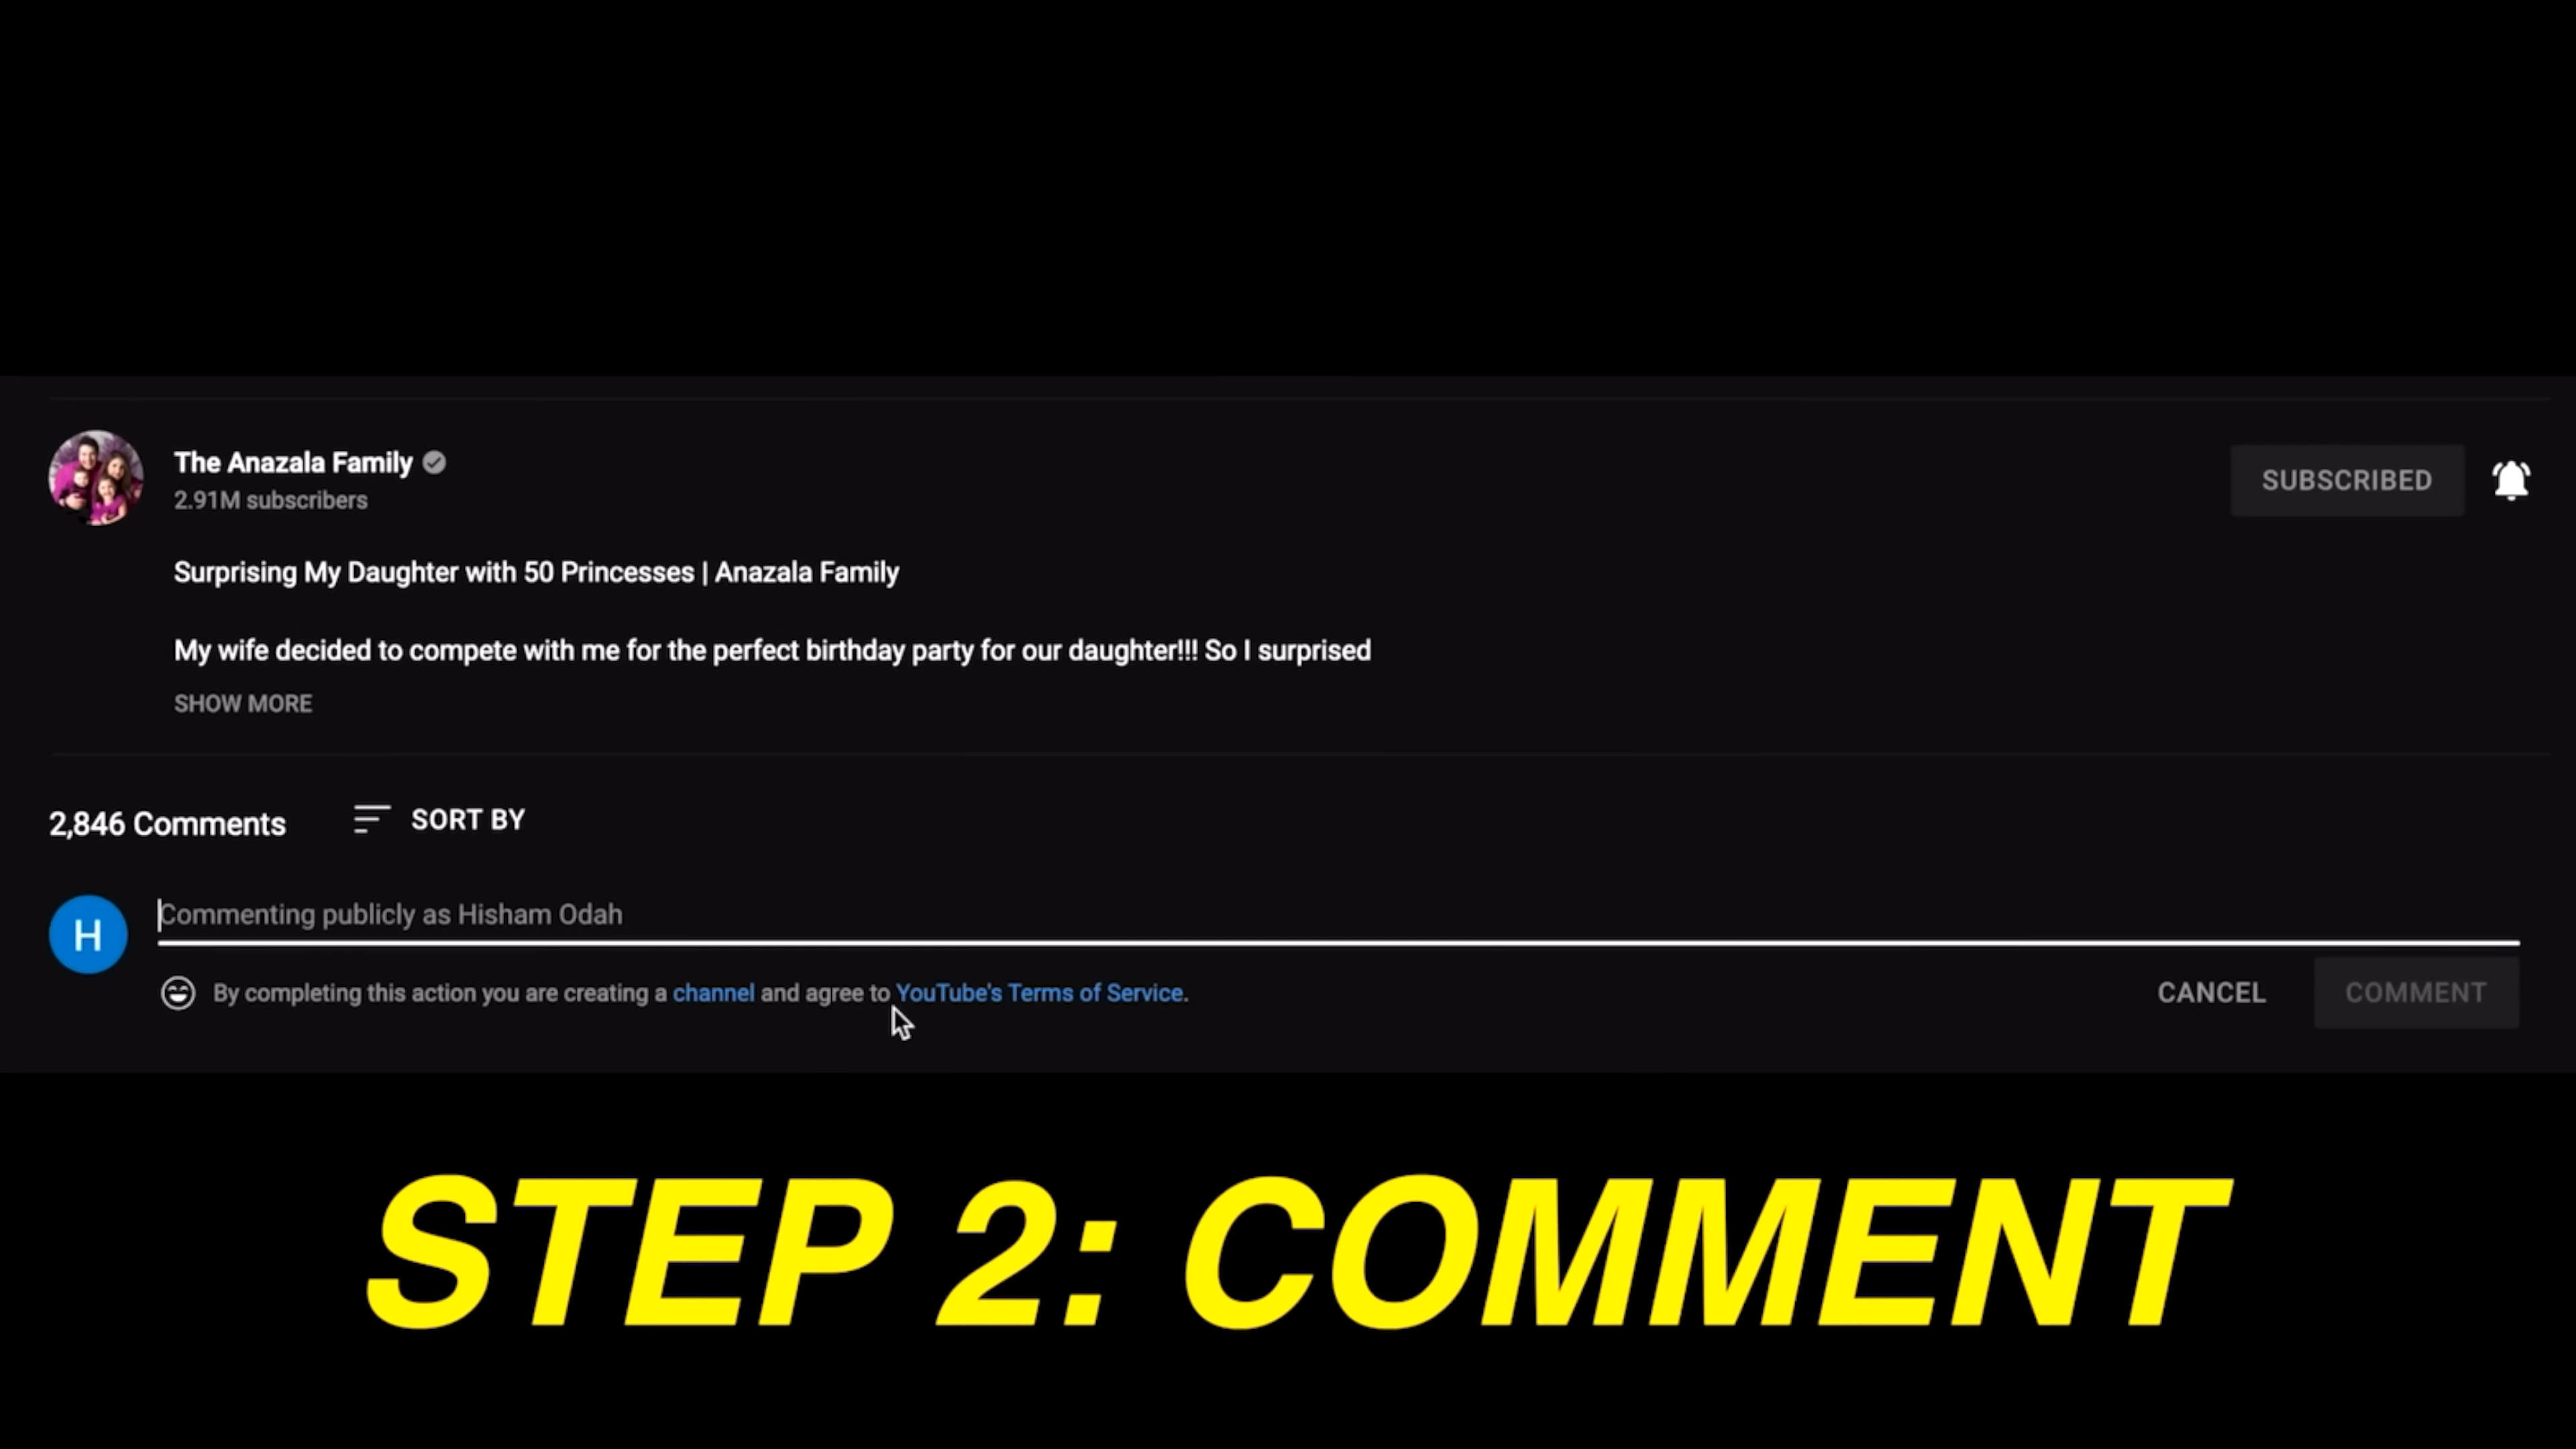 The Anazala Family
2.91M subscribers
SUBSCRIBED
Surprising My Daughter with 50 Princesses | Anazala Family
My wife decided to compete with me for the perfect birthday party for our daughter!!! So I surprised
SHOW MORE
2,846 Comments SORT BY
H
Commenting publicly as Hisham Odah
By completing this action you are creating a channel and agree to YouTube's Terms of Service.
CANCEL COMMENT
STEP 2: COMMENT